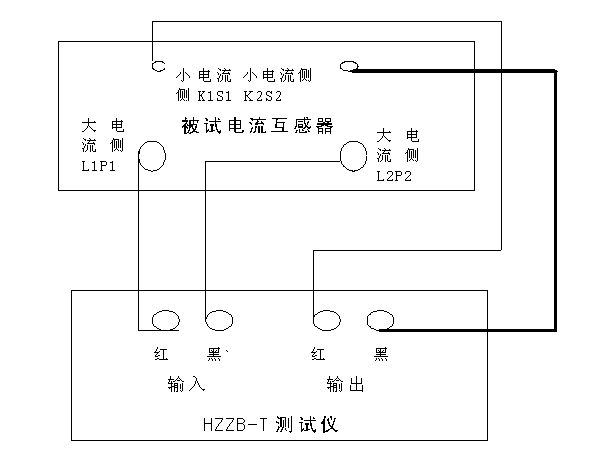 小电流 小电流侧
侧 K1S1 K2S2
被试电流互感器
大 电
流 侧
L1P1
大 电
流 侧
L2P2
红 黑` 红 黑
输入 输出
HZZB-T 测试仪